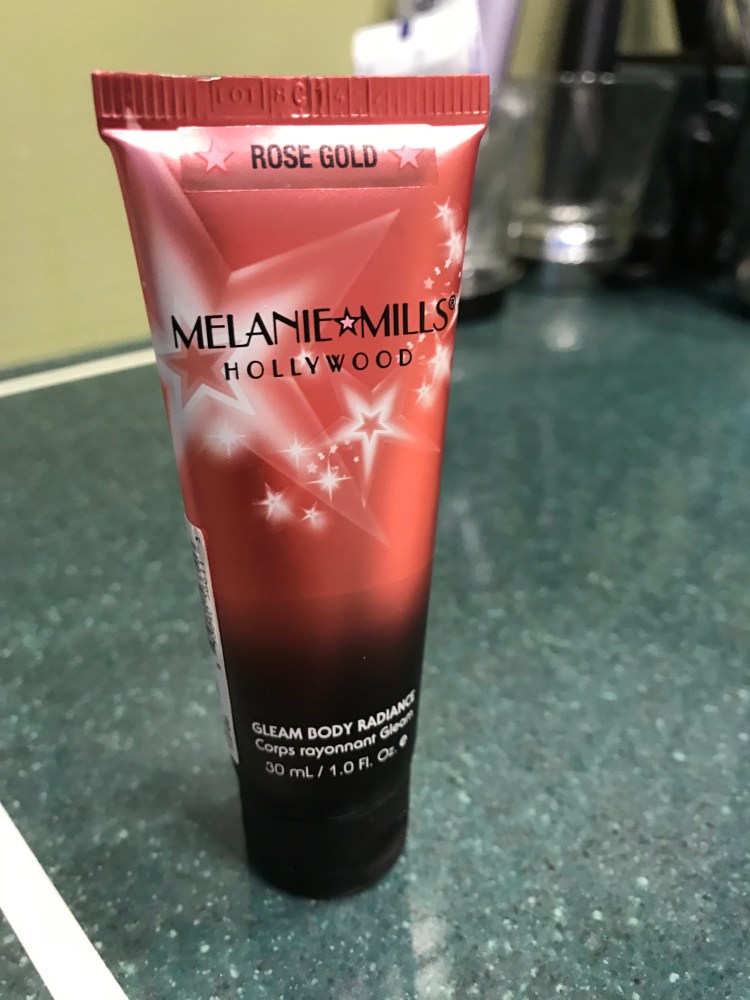 ROSE GOLD
MELANIE MILLS®
HOLLYWOOD
GLEAM BODY RADIANCE
Corps rayonnant Gleam
30 mL / 1.0 Fl. Oz. e